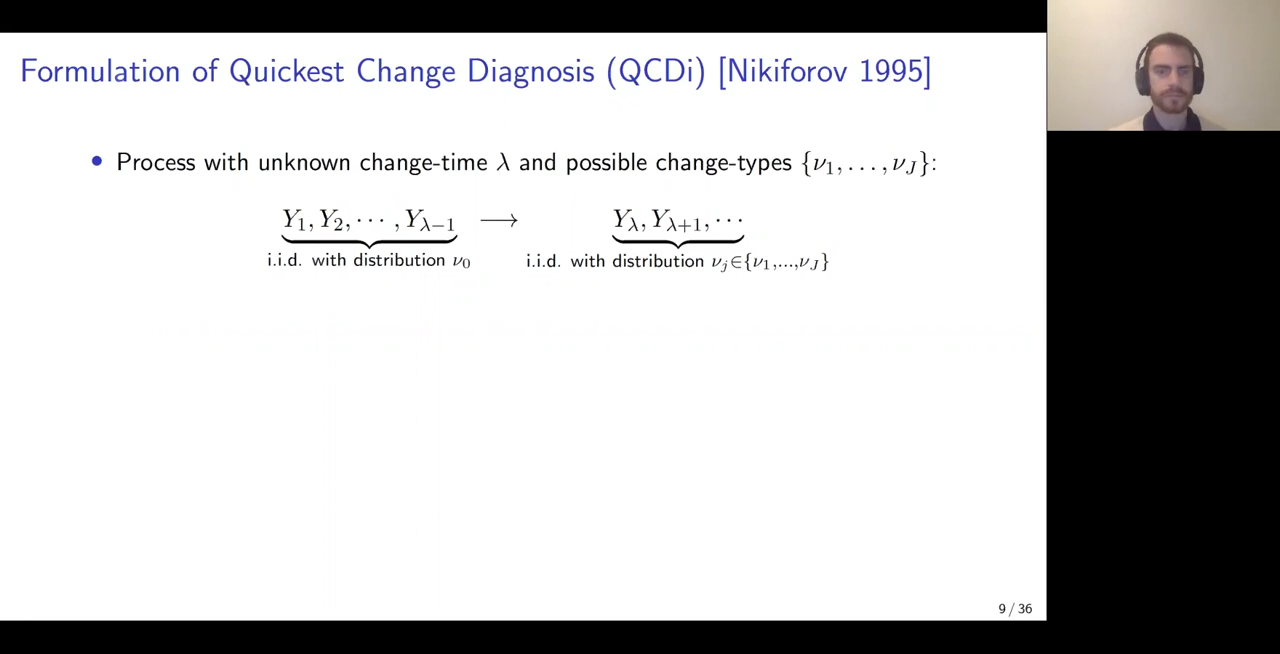 Formulation of Quickest Change Diagnosis (QCDi) [Nikiforov 1995]
• Process with unknown change-time λ and possible change-types {ν₁, . . . , ν_J}:
Y₁, Y₂, · · · , Y_{λ−1} ⟶ Y_λ, Y_{λ+1}, · · ·
i.i.d. with distribution ν₀ i.i.d. with distribution ν_j∈{ν₁,...,ν_J}
9 / 36